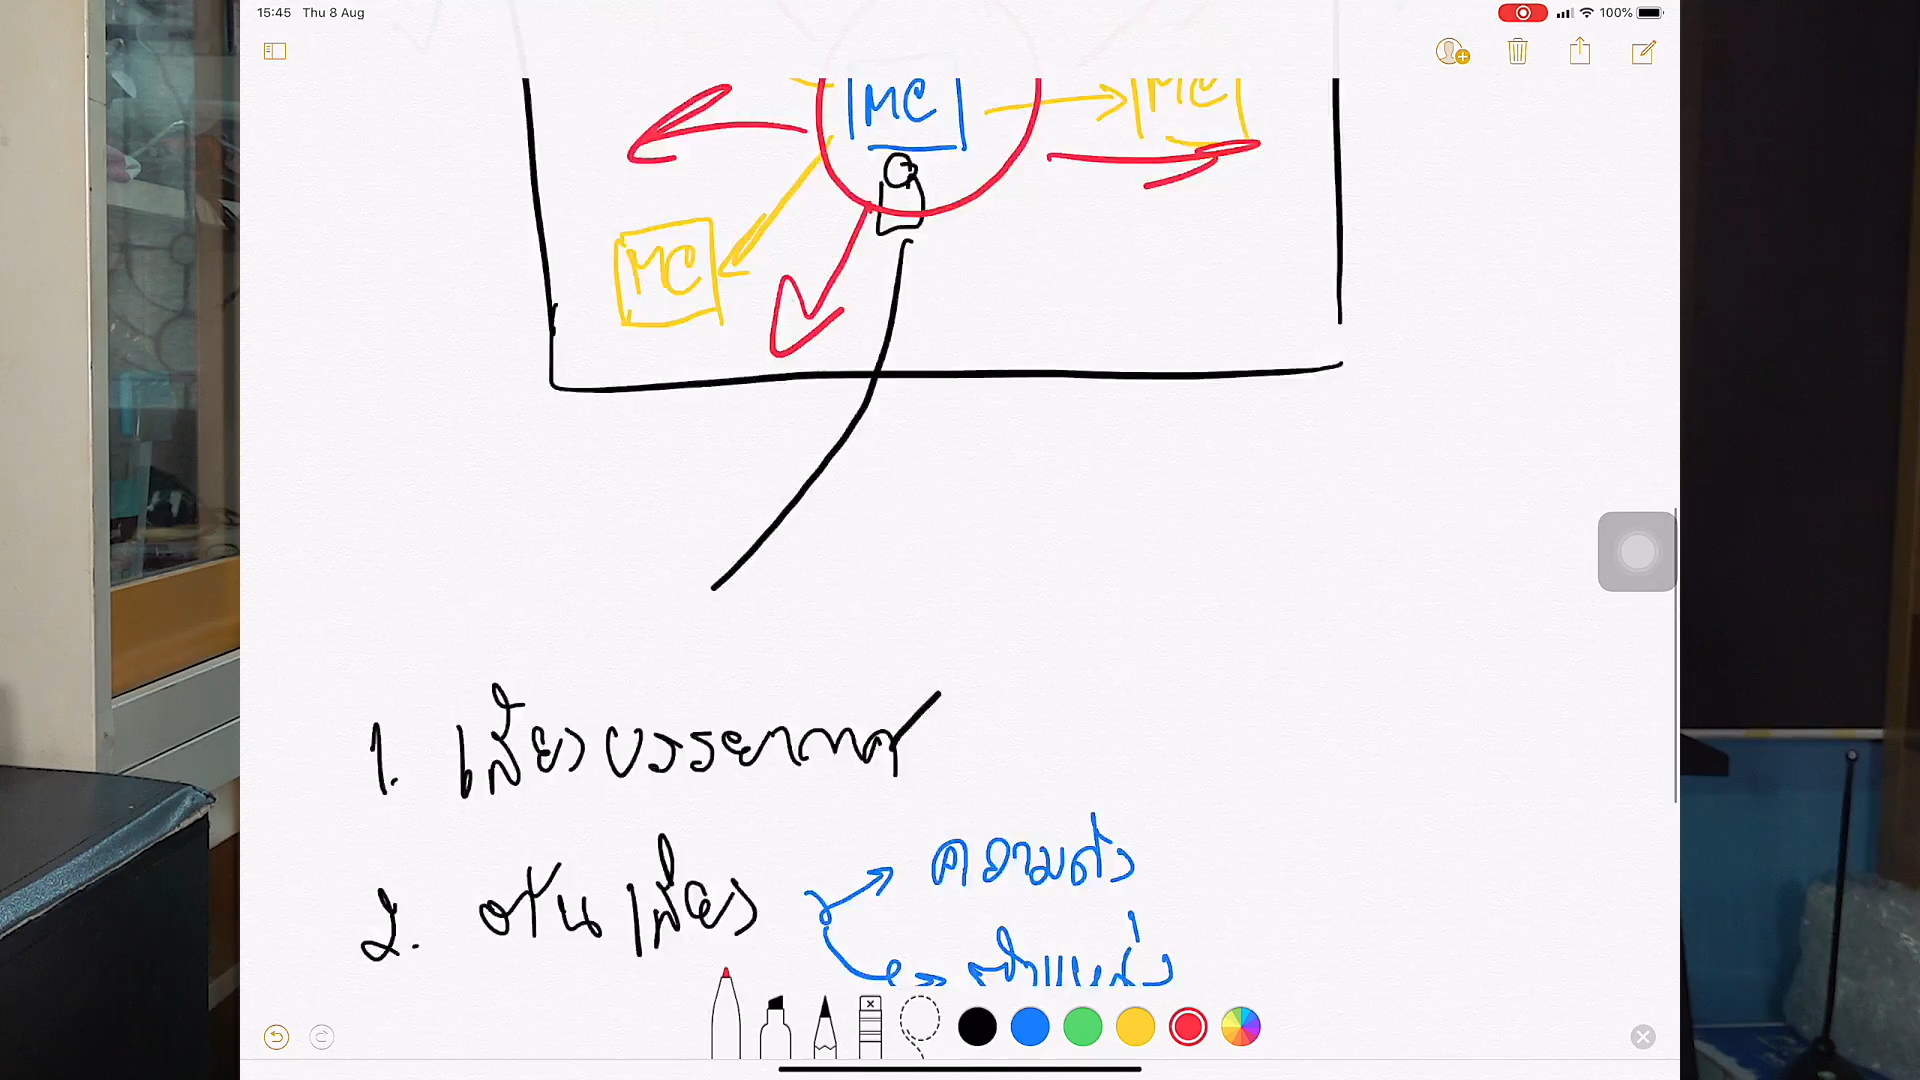 15:45 Thu 8 Aug 100%
MC MC
MC
1. เสียงบรรยากาศ
ความดัง
2. ต้นเสียง
ตำแหน่ง